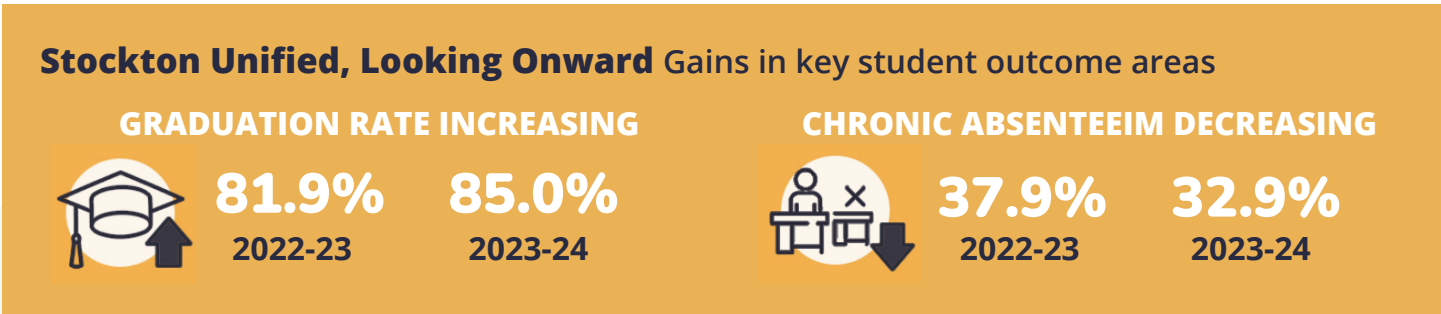 Stockton Unified, Looking Onward Gains in key student outcome areas
GRADUATION RATE INCREASING
81.9% 85.0%
2022-23 2023-24
CHRONIC ABSENTEEIM DECREASING
37.9% 32.9%
2022-23 2023-24